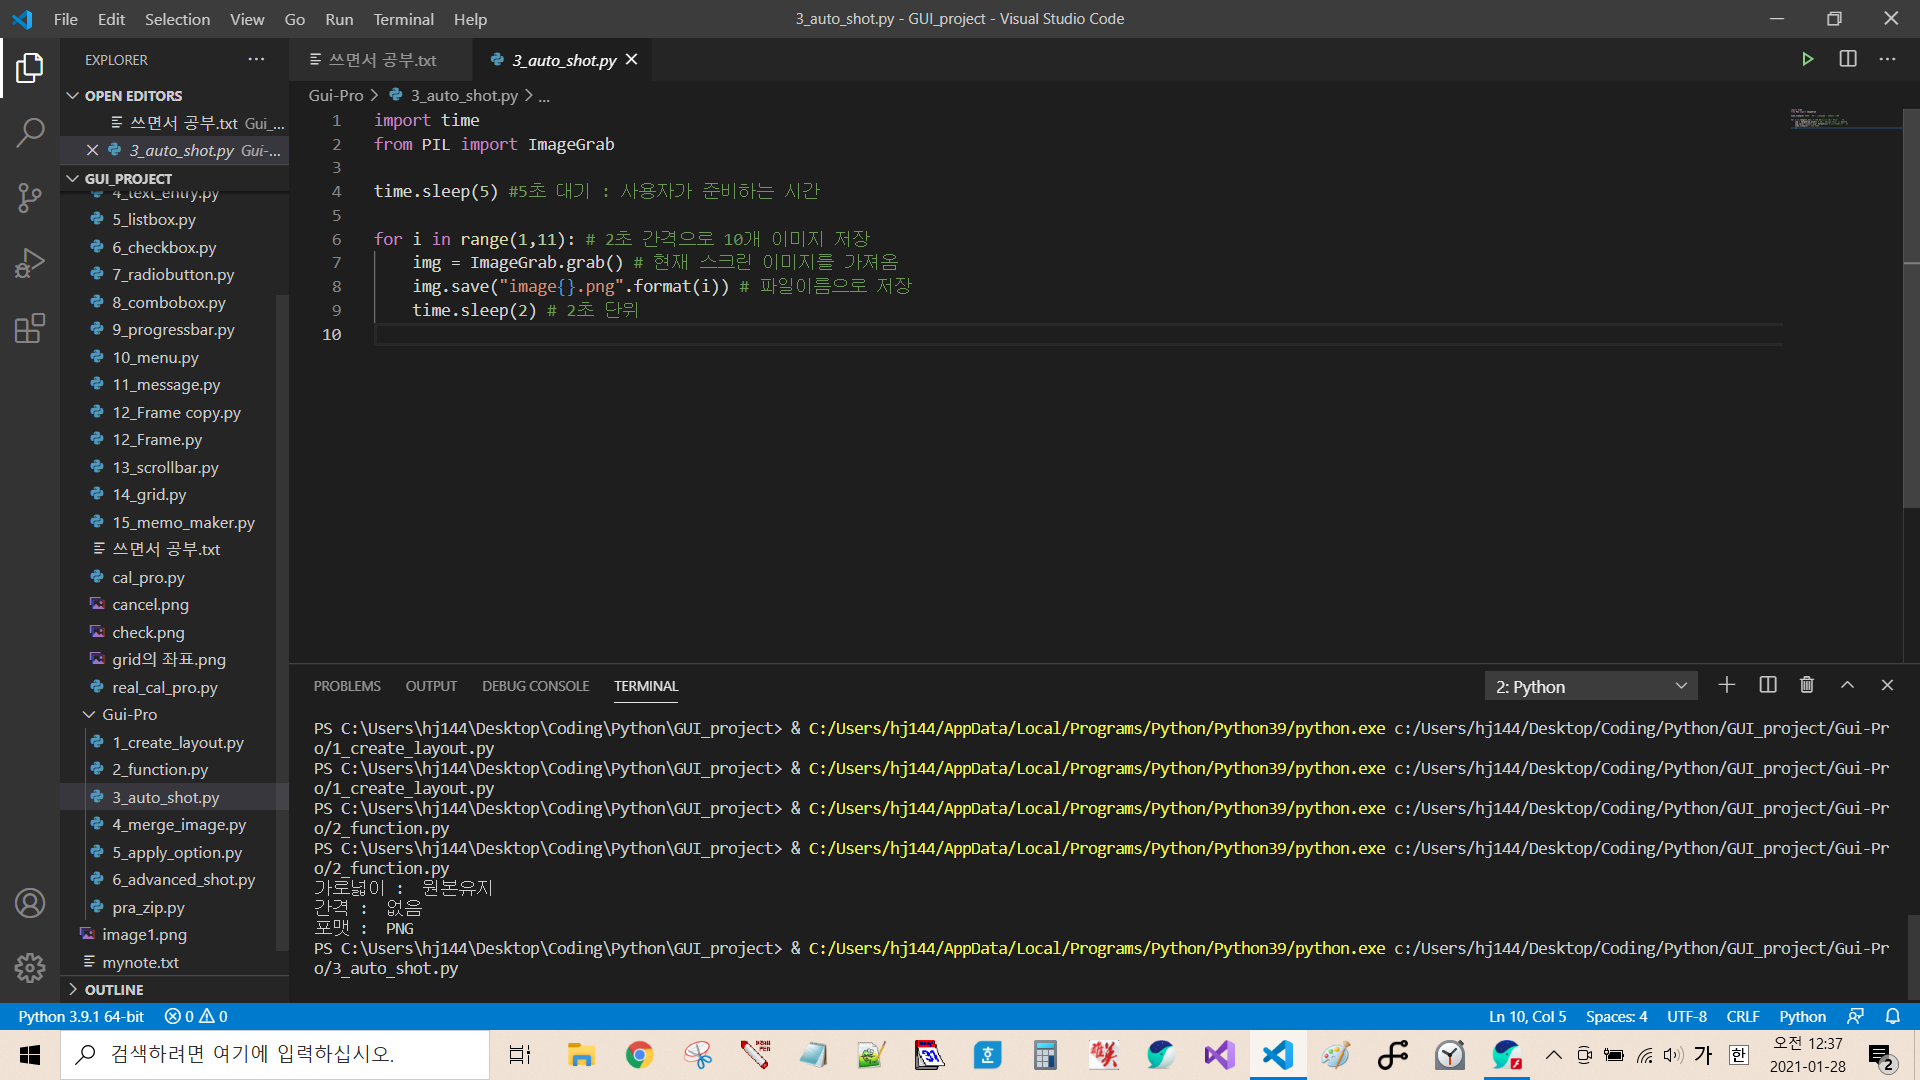 File Edit Selection View Go Run Terminal Help
3_auto_shot.py - GUI_project - Visual Studio Code
EXPLORER
OPEN EDITORS
쓰면서 공부.txt Gui_...
3_auto_shot.py Gui-...
GUI_PROJECT
4_text_entry.py
5_listbox.py
6_checkbox.py
7_radiobutton.py
8_combobox.py
9_progressbar.py
10_menu.py
11_message.py
12_Frame copy.py
12_Frame.py
13_scrollbar.py
14_grid.py
15_memo_maker.py
쓰면서 공부.txt
cal_pro.py
cancel.png
check.png
grid의 좌표.png
real_cal_pro.py
Gui-Pro
1_create_layout.py
2_function.py
3_auto_shot.py
4_merge_image.py
5_apply_option.py
6_advanced_shot.py
pra_zip.py
image1.png
mynote.txt
OUTLINE
쓰면서 공부.txt
3_auto_shot.py
Gui-Pro > 3_auto_shot.py > ...
1 import time
2 from PIL import ImageGrab
3
4 time.sleep(5) #5초 대기 : 사용자가 준비하는 시간
5
6 for i in range(1,11): # 2초 간격으로 10개 이미지 저장
7 img = ImageGrab.grab() # 현재 스크린 이미지를 가져옴
8 img.save("image{}.png".format(i)) # 파일이름으로 저장
9 time.sleep(2) # 2초 단위
10
PROBLEMS OUTPUT DEBUG CONSOLE TERMINAL
2: Python
PS C:\Users\hj144\Desktop\Coding\Python\GUI_project> & C:/Users/hj144/AppData/Local/Programs/Python/Python39/python.exe c:/Users/hj144/Desktop/Coding/Python/GUI_project/Gui-Pr
o/1_create_layout.py
PS C:\Users\hj144\Desktop\Coding\Python\GUI_project> & C:/Users/hj144/AppData/Local/Programs/Python/Python39/python.exe c:/Users/hj144/Desktop/Coding/Python/GUI_project/Gui-Pr
o/1_create_layout.py
PS C:\Users\hj144\Desktop\Coding\Python\GUI_project> & C:/Users/hj144/AppData/Local/Programs/Python/Python39/python.exe c:/Users/hj144/Desktop/Coding/Python/GUI_project/Gui-Pr
o/2_function.py
PS C:\Users\hj144\Desktop\Coding\Python\GUI_project> & C:/Users/hj144/AppData/Local/Programs/Python/Python39/python.exe c:/Users/hj144/Desktop/Coding/Python/GUI_project/Gui-Pr
o/2_function.py
가로넓이 : 원본유지
간격 : 없음
포맷 : PNG
PS C:\Users\hj144\Desktop\Coding\Python\GUI_project> & C:/Users/hj144/AppData/Local/Programs/Python/Python39/python.exe c:/Users/hj144/Desktop/Coding/Python/GUI_project/Gui-Pr
o/3_auto_shot.py
Python 3.9.1 64-bit 0 0
Ln 10, Col 5 Spaces: 4 UTF-8 CRLF Python
검색하려면 여기에 입력하십시오.
가 한
오전 12:37
2021-01-28
2